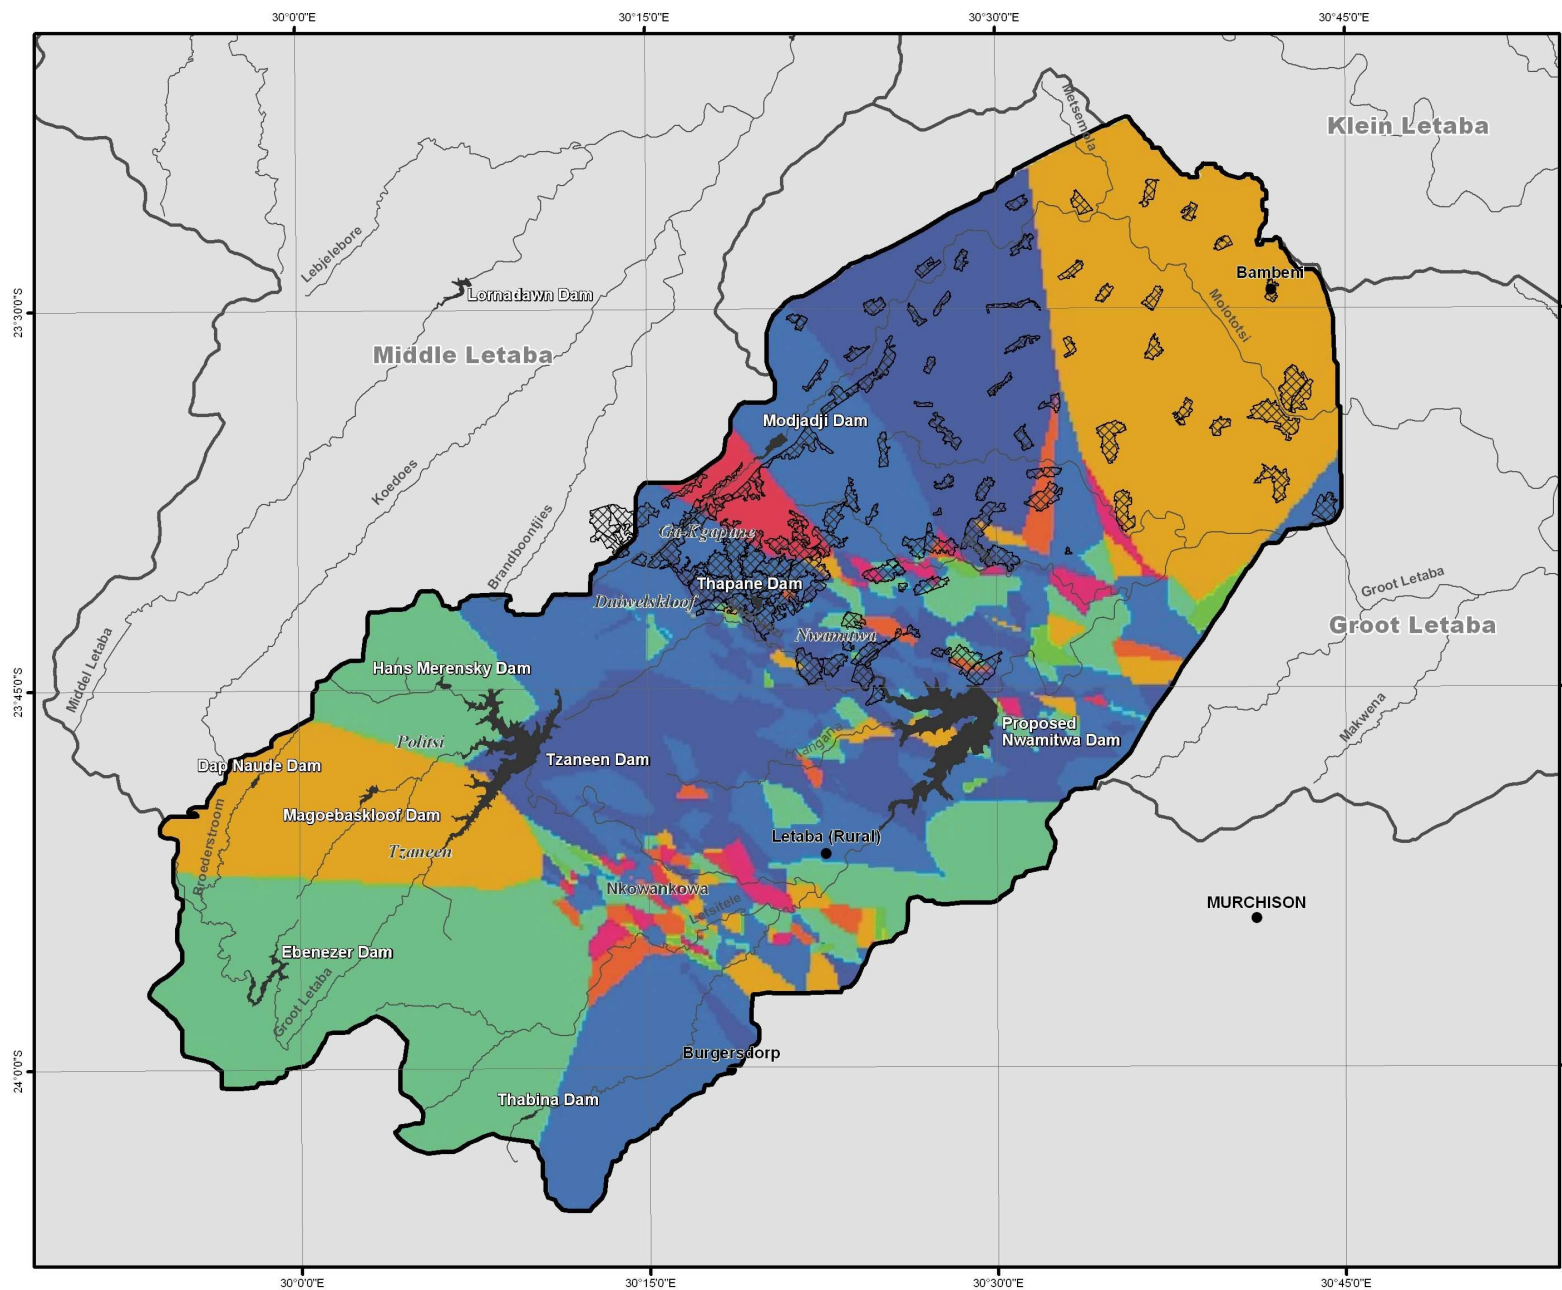 30°0'0"E
30°15'0"E
30°30'0"E
30°45'0"E
Metsemola
Klein Letaba
Lebjelebore
Bambeni
Lornadawn Dam
Molototsi
23°30'0"S
Middle Letaba
Modjadji Dam
Koedoes
Brandboontjies
Ga-Kgapane
Thapane Dam
Groot Letaba
Duiwelskloof
Nwamitwa
Groot Letaba
Middel Letaba
Hans Merensky Dam
23°45'0"S
Makwena
Proposed
Nwamitwa Dam
Politsi
Hlangana
Tzaneen Dam
Dap Naude Dam
Magoebaskloof Dam
Letaba (Rural)
Broederstroom
Tzaneen
Nkowankowa
Letsitele
MURCHISON
Ebenezer Dam
Groot Letaba
Burgersdorp
24°0'0"S
Thabina Dam
30°0'0"E
30°15'0"E
30°30'0"E
30°45'0"E